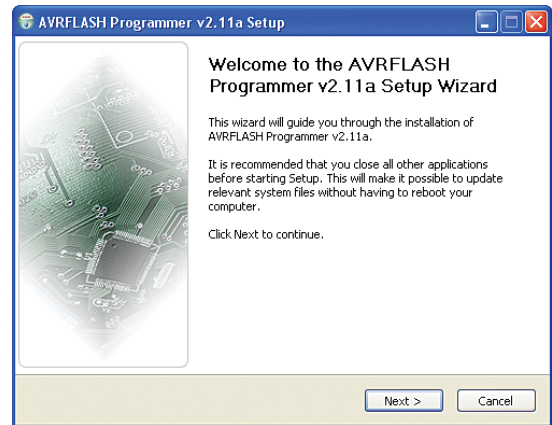 AVRFLASH Programmer v2.11a Setup
Welcome to the AVRFLASH
Programmer v2.11a Setup Wizard
This wizard will guide you through the installation of
AVRFLASH Programmer v2.11a.
It is recommended that you close all other applications
before starting Setup. This will make it possible to update
relevant system files without having to reboot your
computer.
Click Next to continue.
Next >
Cancel